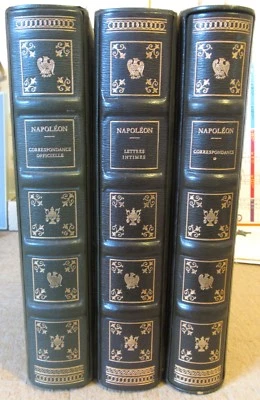 NAPOLÉON
CORRESPONDANCE
OFFICIELLE
NAPOLÉON
LETTRES
INTIMES
NAPOLÉON
CORRESPONDANCE